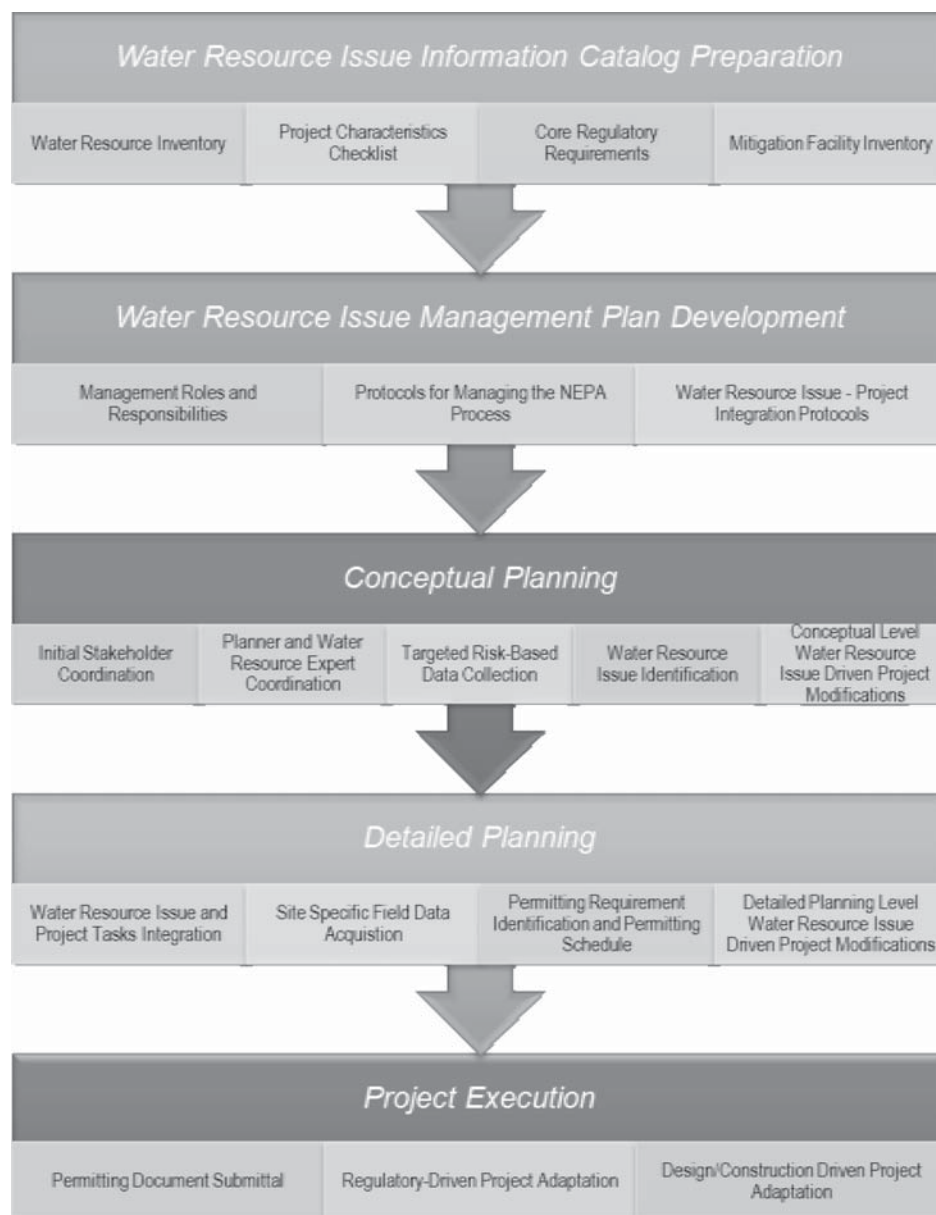 Water Resource Issue Information Catalog Preparation
Water Resource Inventory
Project Characteristics
Checklist
Core Regulatory
Requirements
Mitigation Facility Inventory
Water Resource Issue Management Plan Development
Management Roles and
Responsibilities
Protocols for Managing the NEPA
Process
Water Resource Issue - Project
Integration Protocols
Conceptual Planning
Initial Stakeholder
Coordination
Planner and Water
Resource Expert
Coordination
Targeted Risk-Based
Data Collection
Water Resource
Issue Identification
Conceptual Level
Water Resource
Issue Driven Project
Modifications
Detailed Planning
Water Resource Issue and
Project Tasks Integration
Site Specific Field Data
Acquistion
Permitting Requirement
Identification and Permitting
Schedule
Detailed Planning Level
Water Resource Issue
Driven Project Modifications
Project Execution
Permitting Document Submittal
Regulatory-Driven Project Adaptation
Design/Construction Driven Project
Adaptation